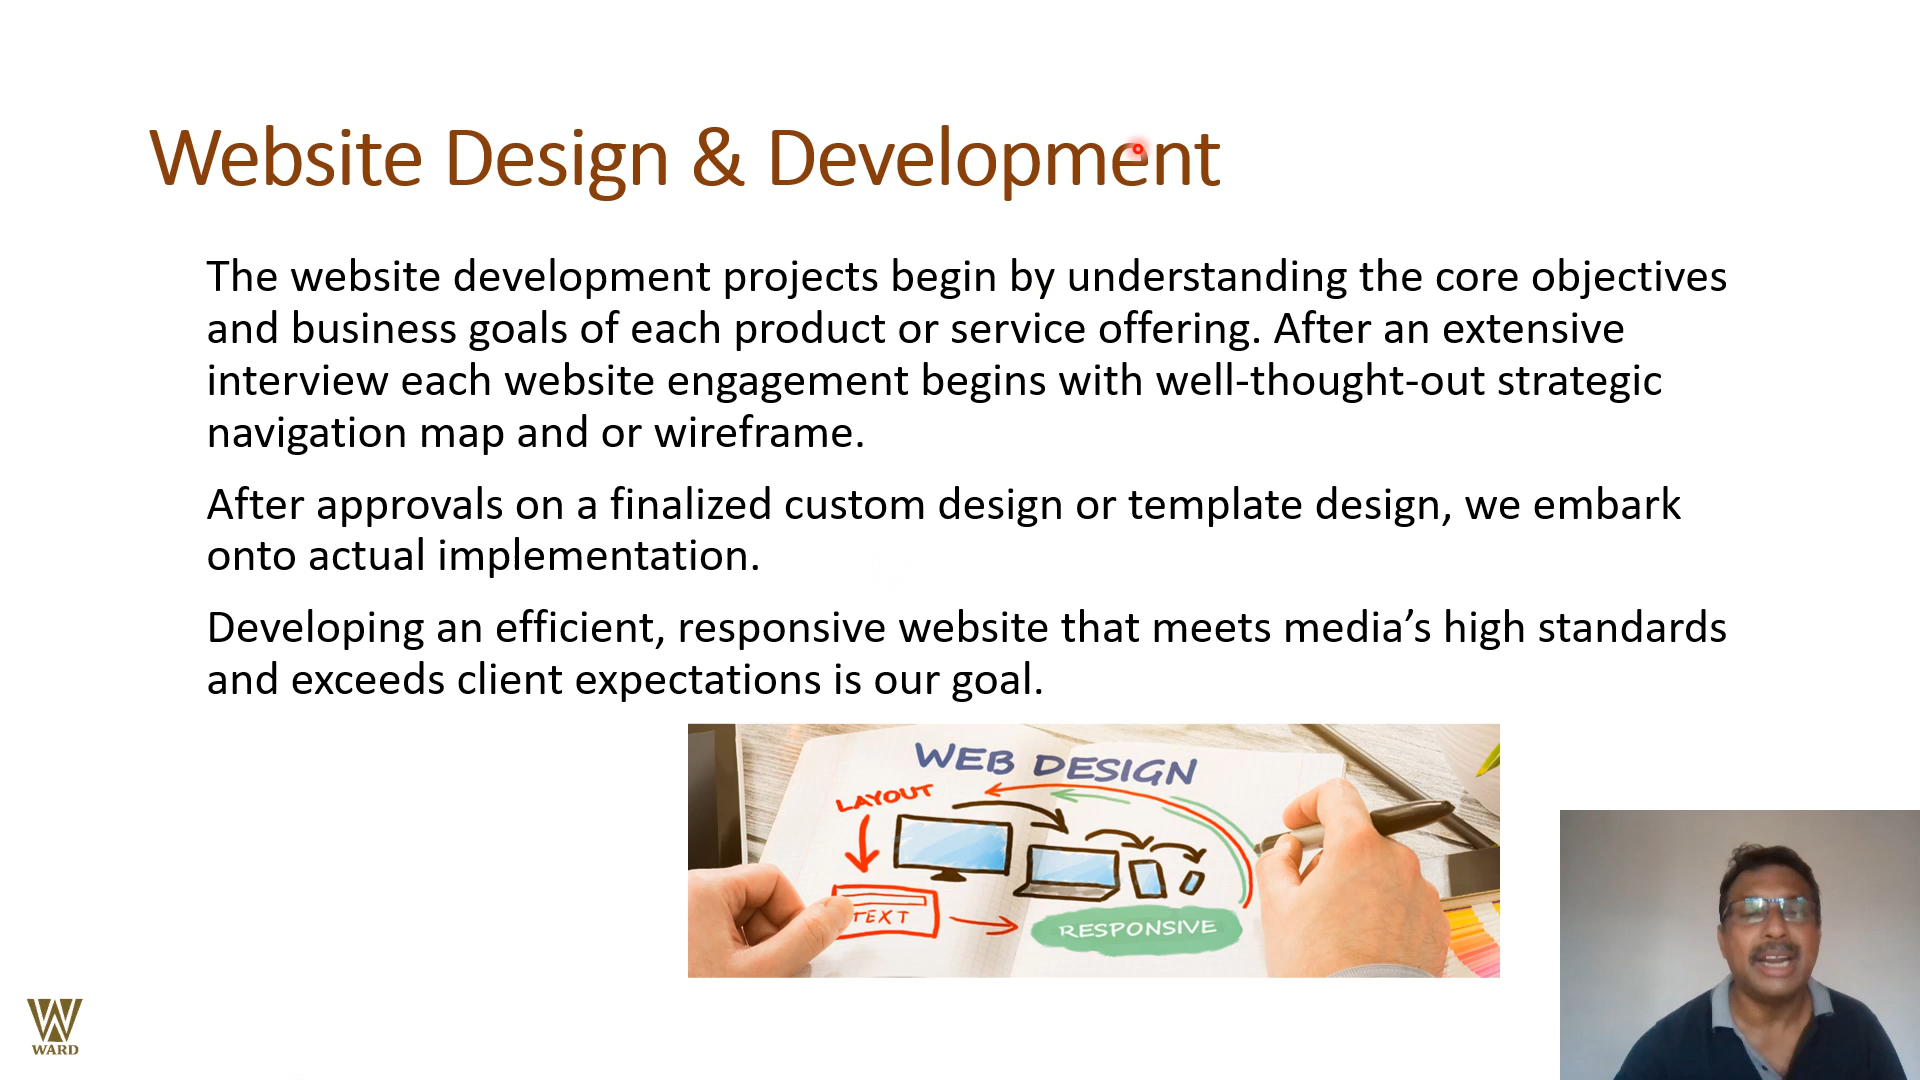 Website Design & Development
The website development projects begin by understanding the core objectives
and business goals of each product or service offering. After an extensive
interview each website engagement begins with well-thought-out strategic
navigation map and or wireframe.
After approvals on a finalized custom design or template design, we embark
onto actual implementation.
Developing an efficient, responsive website that meets media’s high standards
and exceeds client expectations is our goal.
WEB DESIGN
LAYOUT
TEXT
RESPONSIVE
WARD